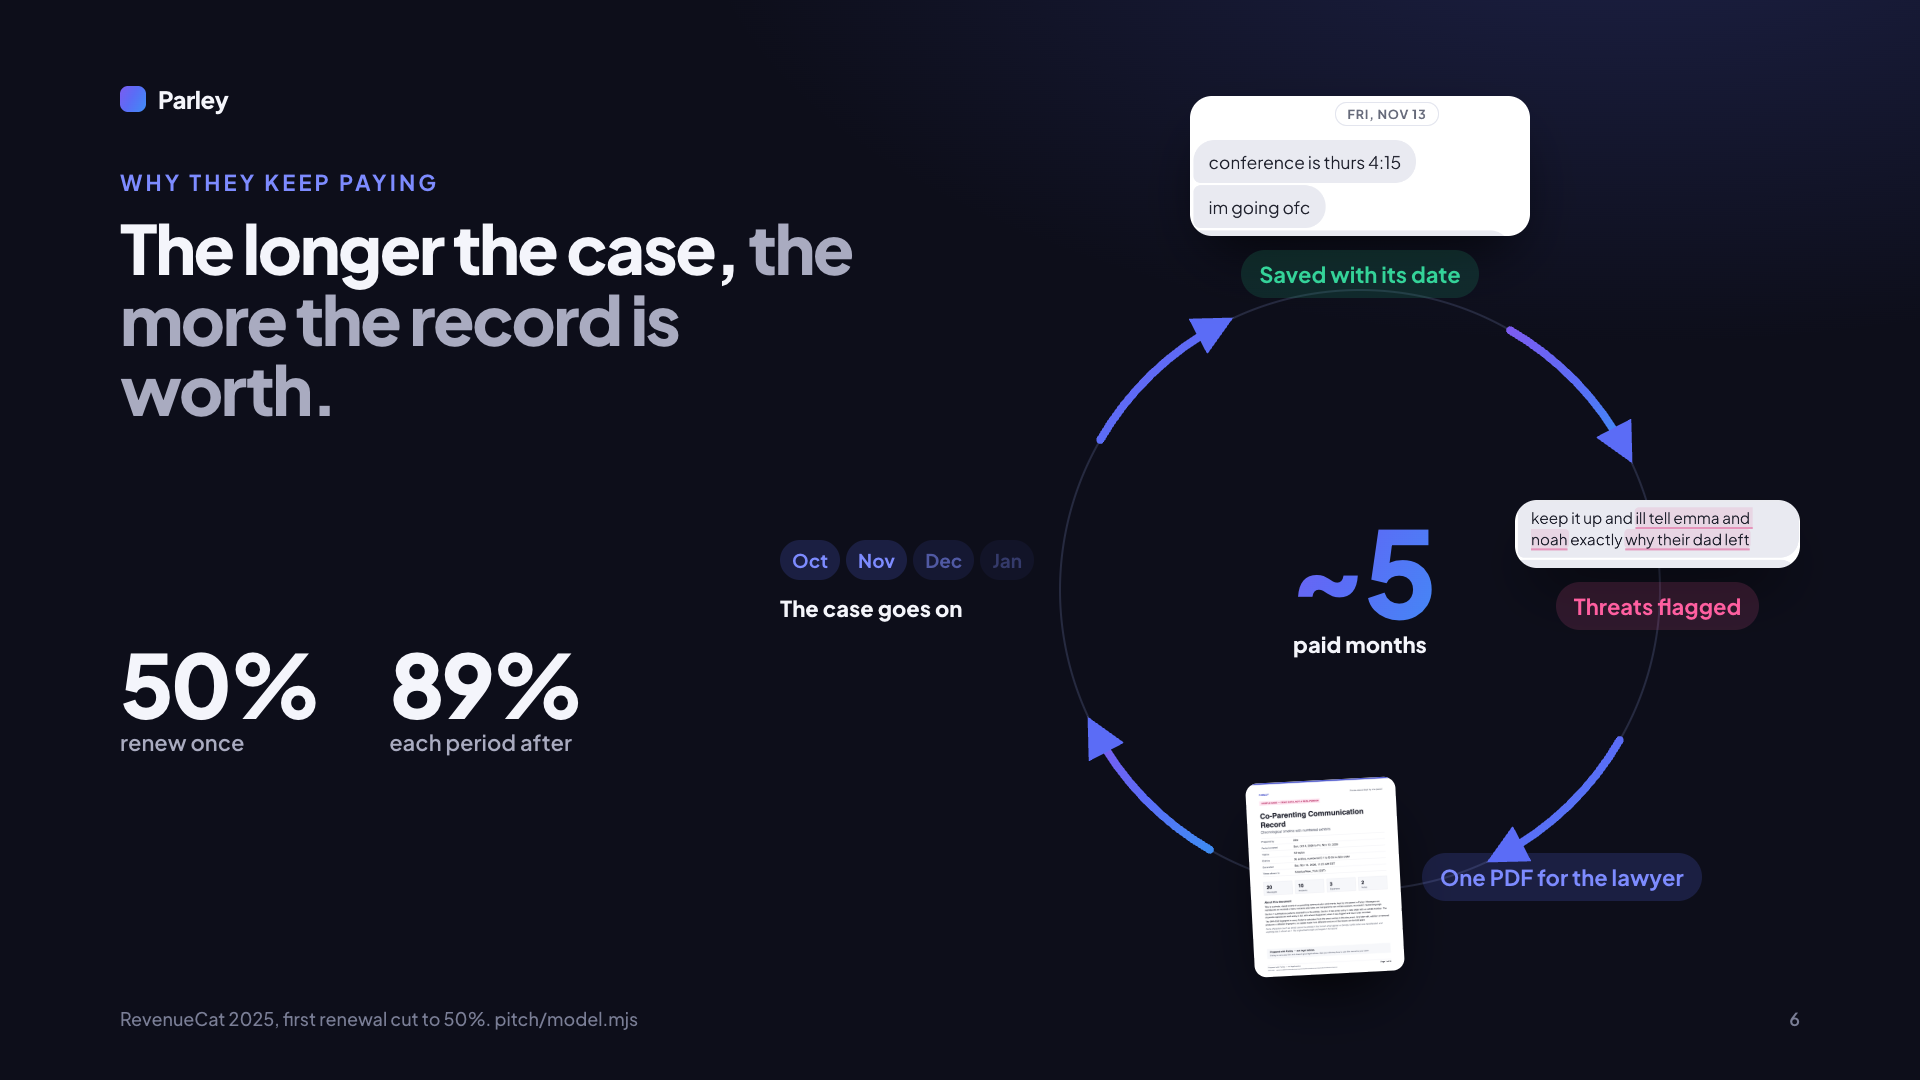 Parley
WHY THEY KEEP PAYING
The longer the case, the
more the record is
worth.
50%
renew once
89%
each period after
FRI, NOV 13
conference is thurs 4:15
im going ofc
Saved with its date
keep it up and ill tell emma and
noah exactly why their dad left
Threats flagged
One PDF for the lawyer
Co-Parenting Communication
Record
Oct Nov Dec Jan
The case goes on
~5
paid months
RevenueCat 2025, first renewal cut to 50%. pitch/model.mjs
6